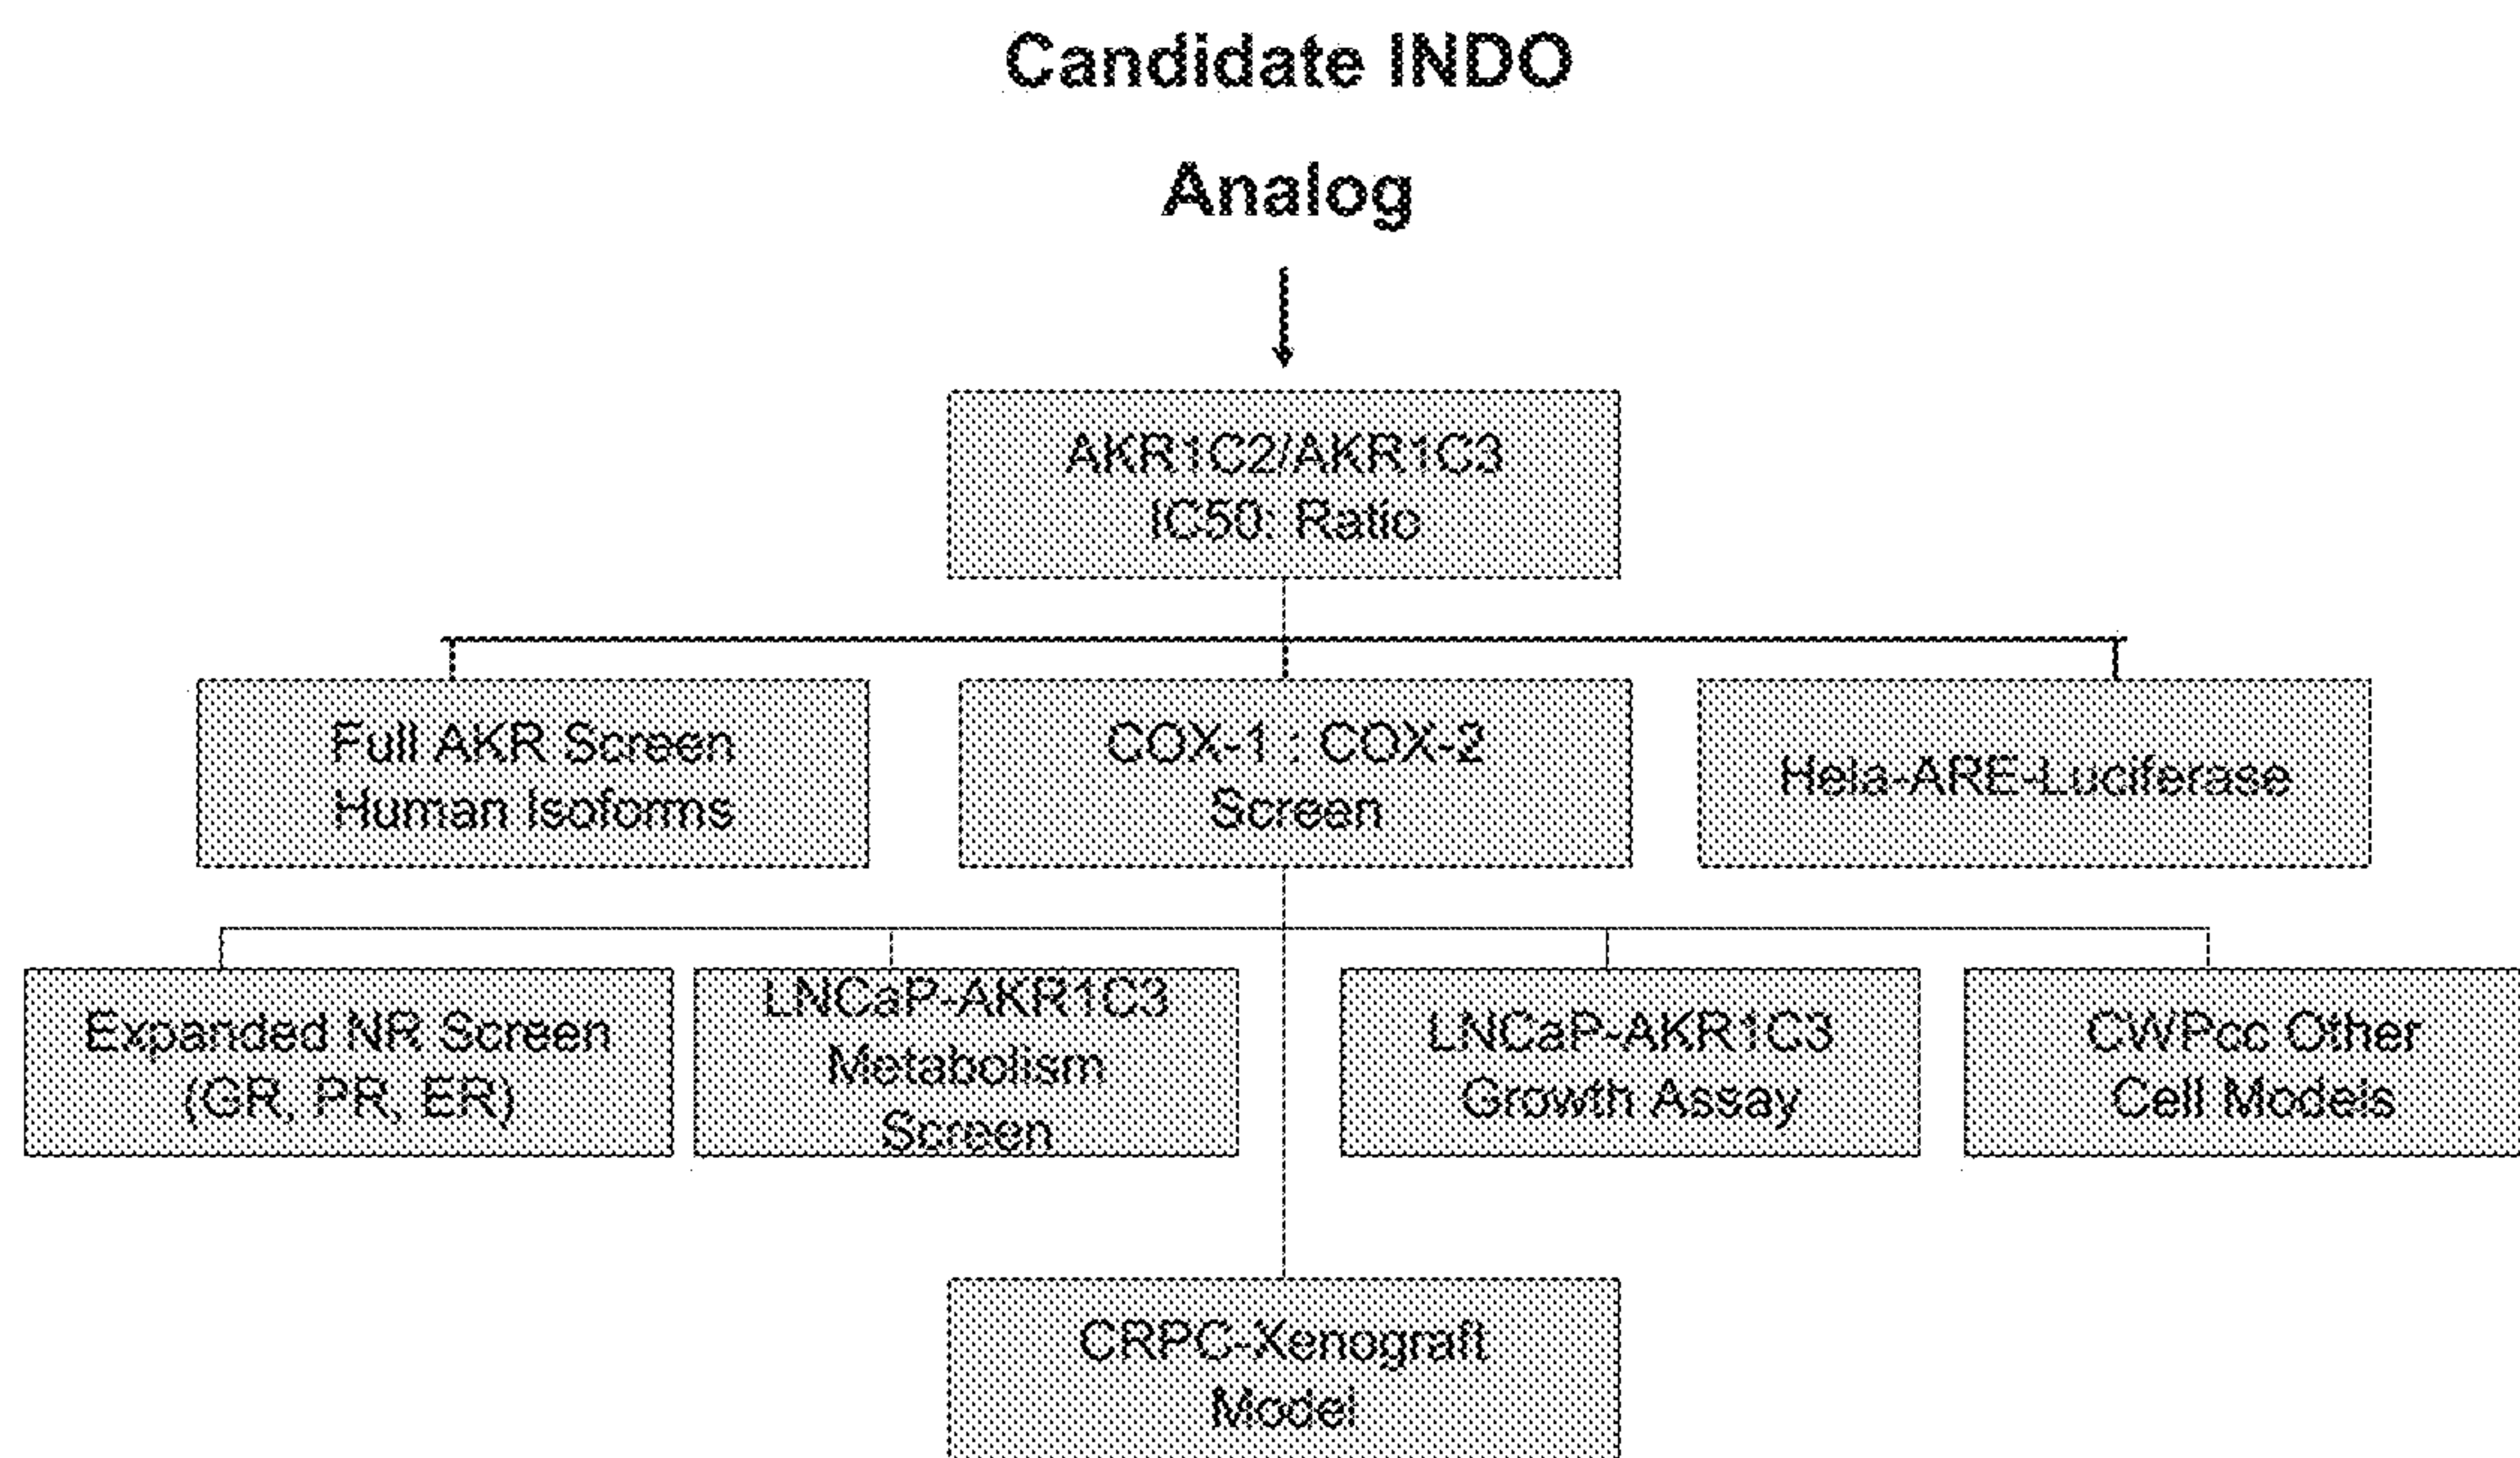 Candidate INDO
Analog
AKR1C2/AKR1C3
IC50: Ratio
Full AKR Screen
Human Isoforms
COX-1 : COX-2
Screen
Hela-ARE-Luciferase
Expanded NR Screen
(GR, PR, ER)
LNCaP-AKR1C3
Metabolism
Screen
LNCaP-AKR1C3
Growth Assay
CWPcc Other
Cell Models
CRPC-Xenograft
Model